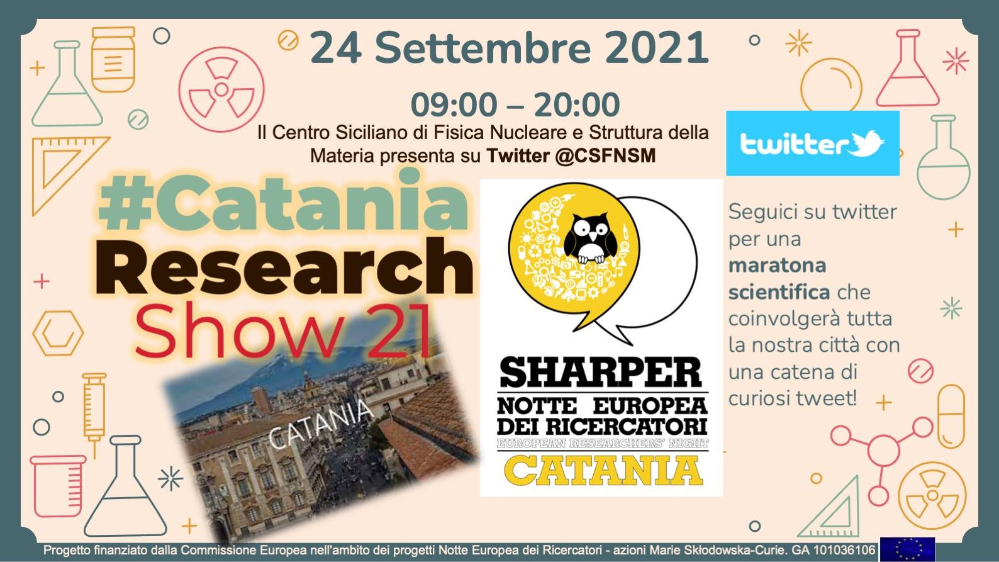 24 Settembre 2021
09:00 – 20:00
Il Centro Siciliano di Fisica Nucleare e Struttura della
Materia presenta su Twitter @CSFNSM
twitter
#Catania
Research
Show 21
CATANIA
BLA
SHARPER
NOTTE EUROPEA
DEI RICERCATORI
EUROPEAN RESEARCHERS' NIGHT
CATANIA
Seguici su twitter
per una
maratona
scientifica che
coinvolgerà tutta
la nostra città con
una catena di
curiosi tweet!
Progetto finanziato dalla Commissione Europea nell'ambito dei progetti Notte Europea dei Ricercatori - azioni Marie Skłodowska-Curie. GA 101036106